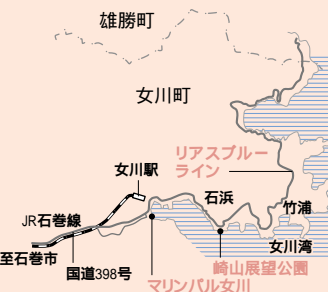 雄勝町
女川町
リアスブルー
ライン
女川駅
石浜
竹浦
JR石巻線
女川湾
至石巻市
崎山展望公園
国道398号
マリンパル女川